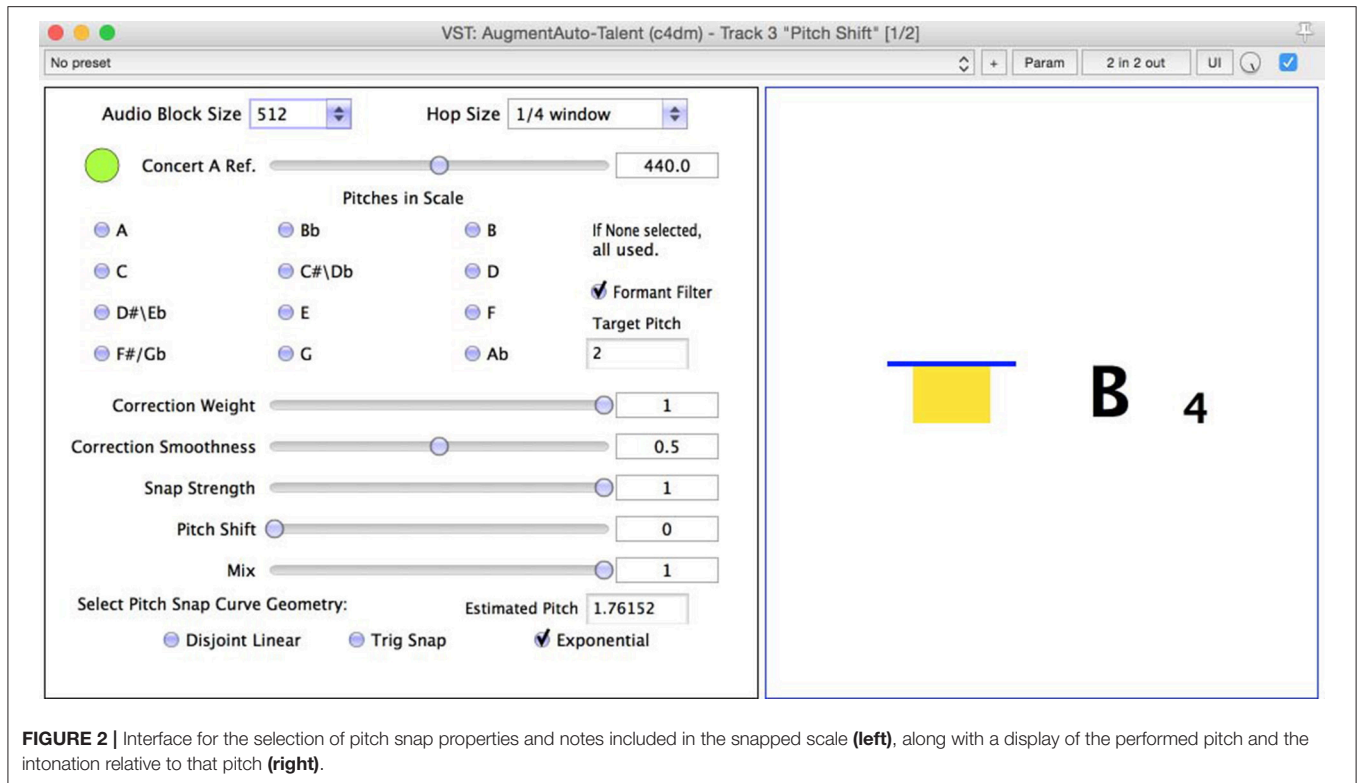 VST: AugmentAuto-Talent (c4dm) - Track 3 "Pitch Shift" [1/2]
No preset + Param 2 in 2 out UI
Audio Block Size 512 Hop Size 1/4 window
Concert A Ref. 440.0
Pitches in Scale
A Bb B If None selected,
all used.
C C#\Db D
Formant Filter
D#\Eb E F
Target Pitch
F#/Gb G Ab 2
Correction Weight 1
Correction Smoothness 0.5
Snap Strength 1
Pitch Shift 0
Mix 1
Select Pitch Snap Curve Geometry: Estimated Pitch 1.76152
Disjoint Linear Trig Snap Exponential
B 4
FIGURE 2 | Interface for the selection of pitch snap properties and notes included in the snapped scale (left), along with a display of the performed pitch and the
intonation relative to that pitch (right).